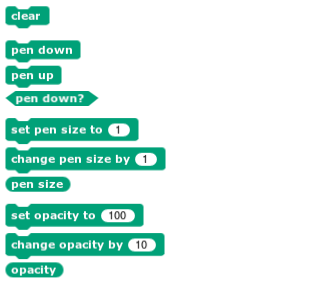 clear
pen down
pen up
pen down?
set pen size to 1
change pen size by 1
pen size
set opacity to 100
change opacity by 10
opacity